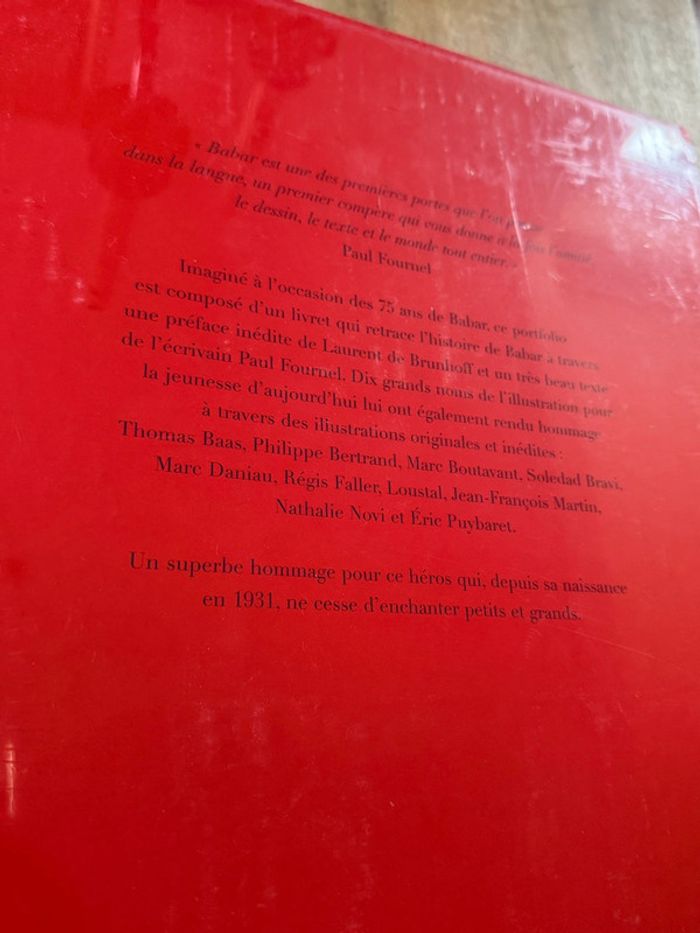 « Babar est une des premières portes que l'on
dans la langue, un premier compère qui vous donne à la fois l'amitié,
le dessin, le texte et le monde tout entier. »
Paul Fournel
Imaginé à l'occasion des 75 ans de Babar, ce portfolio
est composé d'un livret qui retrace l'histoire de Babar à travers
une préface inédite de Laurent de Brunhoff et un très beau texte
de l'écrivain Paul Fournel. Dix grands noms de l'illustration pour
la jeunesse d'aujourd'hui lui ont également rendu hommage
à travers des illustrations originales et inédites :
Thomas Baas, Philippe Bertrand, Marc Boutavant, Soledad Bravi,
Marc Daniau, Régis Faller, Loustal, Jean-François Martin,
Nathalie Novi et Éric Puybaret.
Un superbe hommage pour ce héros qui, depuis sa naissance
en 1931, ne cesse d'enchanter petits et grands.